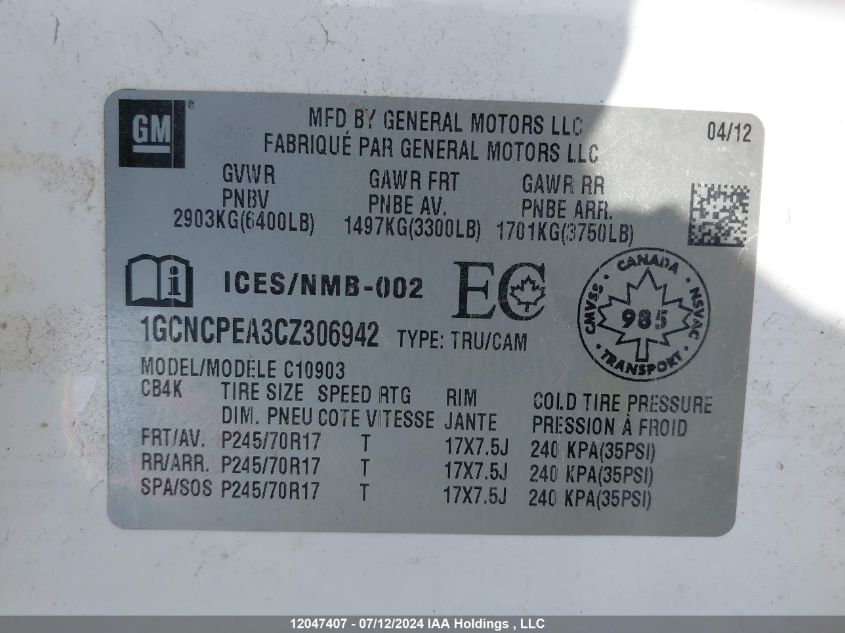 GM
MFD BY GENERAL MOTORS LLC
04/12
FABRIQUÉ PAR GENERAL MOTORS LLC
GVWR GAWR FRT GAWR RR
PNBV PNBE AV. PNBE ARR.
2903KG(6400LB) 1497KG(3300LB) 1701KG(3750LB)
i ICES/NMB-002 EC
CANADA
CMVSS 985 NSVAC
TRANSPORT
1GCNCPEA3CZ306942 TYPE: TRU/CAM
MODEL/MODÈLE C10903
CB4K TIRE SIZE SPEED RTG RIM COLD TIRE PRESSURE
DIM. PNEU COTE VITESSE JANTE PRESSION À FROID
FRT/AV. P245/70R17 T 17X7.5J 240 KPA(35PSI)
RR/ARR. P245/70R17 T 17X7.5J 240 KPA(35PSI)
SPA/SOS P245/70R17 T 17X7.5J 240 KPA(35PSI)
12047407 - 07/12/2024 IAA Holdings , LLC